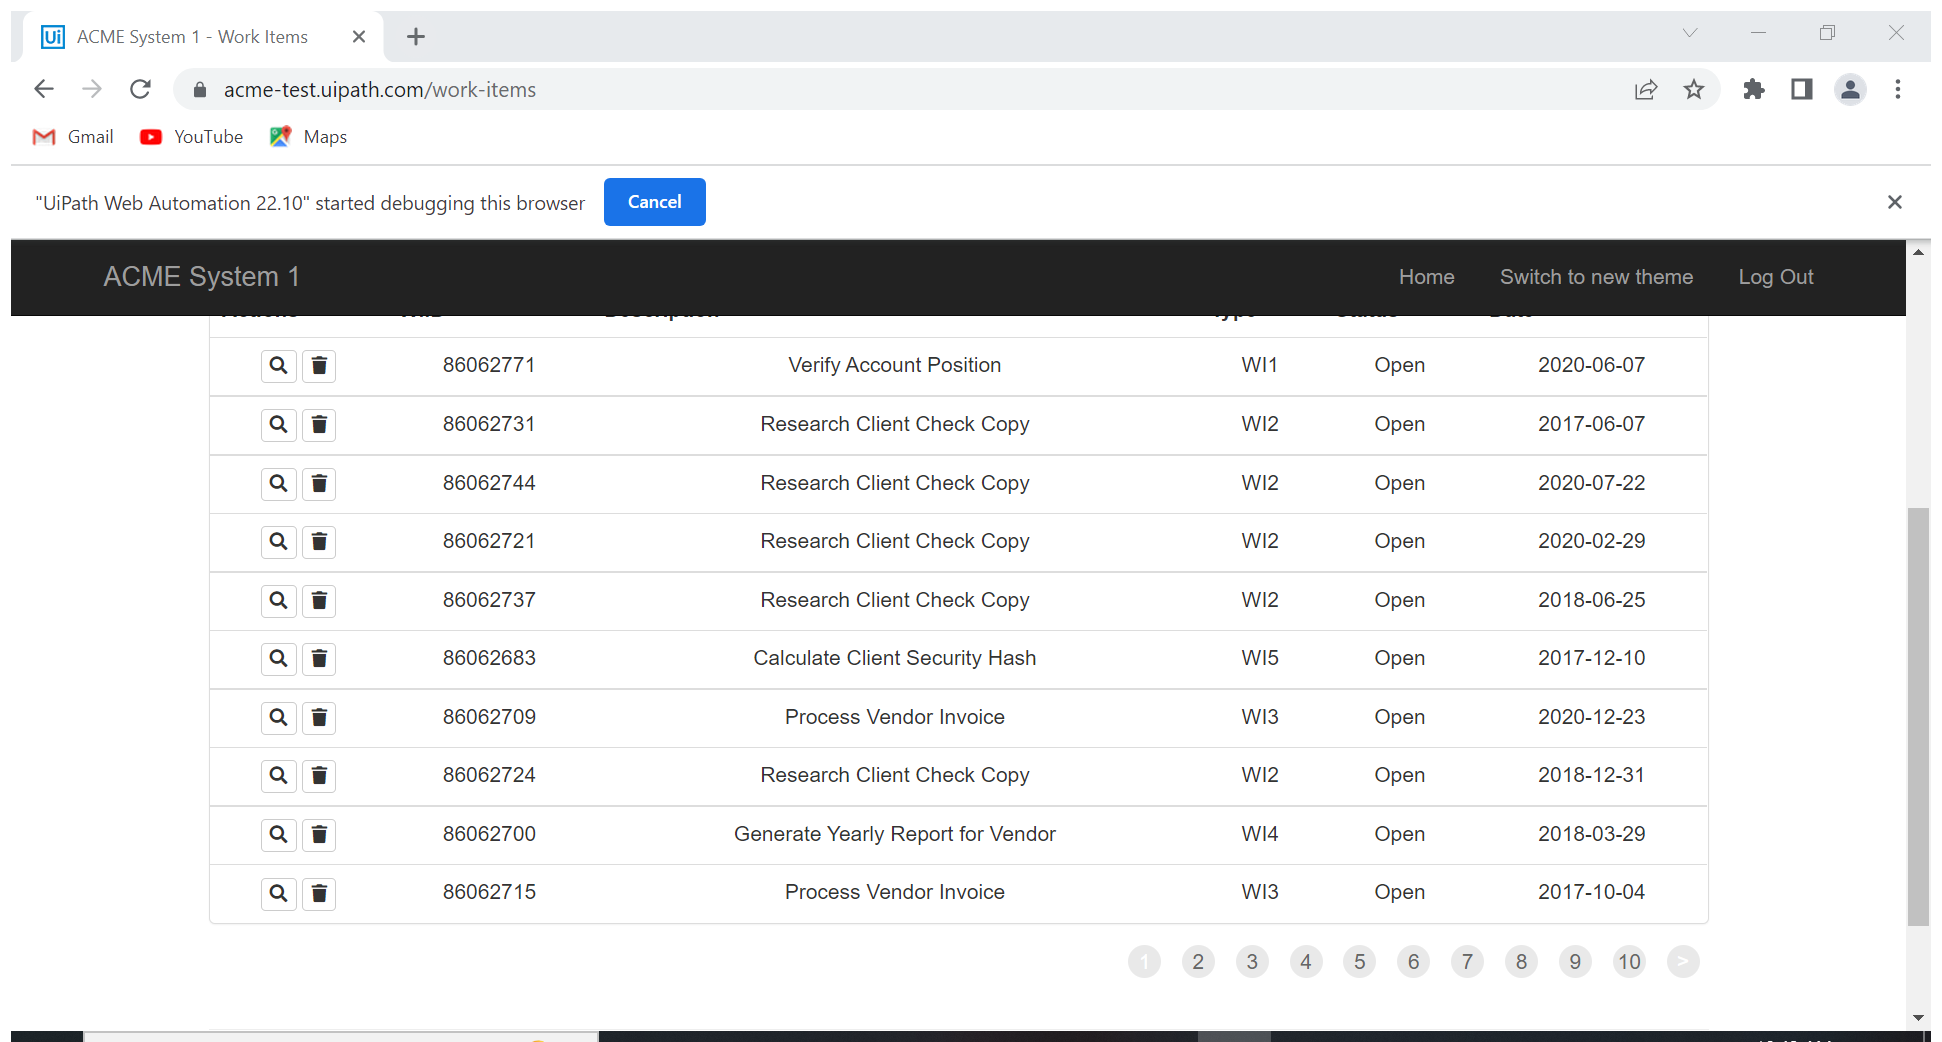 ACME System 1 - Work Items
acme-test.uipath.com/work-items
Gmail YouTube Maps
"UiPath Web Automation 22.10" started debugging this browser Cancel
ACME System 1 Home Switch to new theme Log Out
Actions WIID Description Type Status Date
86062771 Verify Account Position WI1 Open 2020-06-07
86062731 Research Client Check Copy WI2 Open 2017-06-07
86062744 Research Client Check Copy WI2 Open 2020-07-22
86062721 Research Client Check Copy WI2 Open 2020-02-29
86062737 Research Client Check Copy WI2 Open 2018-06-25
86062683 Calculate Client Security Hash WI5 Open 2017-12-10
86062709 Process Vendor Invoice WI3 Open 2020-12-23
86062724 Research Client Check Copy WI2 Open 2018-12-31
86062700 Generate Yearly Report for Vendor WI4 Open 2018-03-29
86062715 Process Vendor Invoice WI3 Open 2017-10-04
1 2 3 4 5 6 7 8 9 10 >